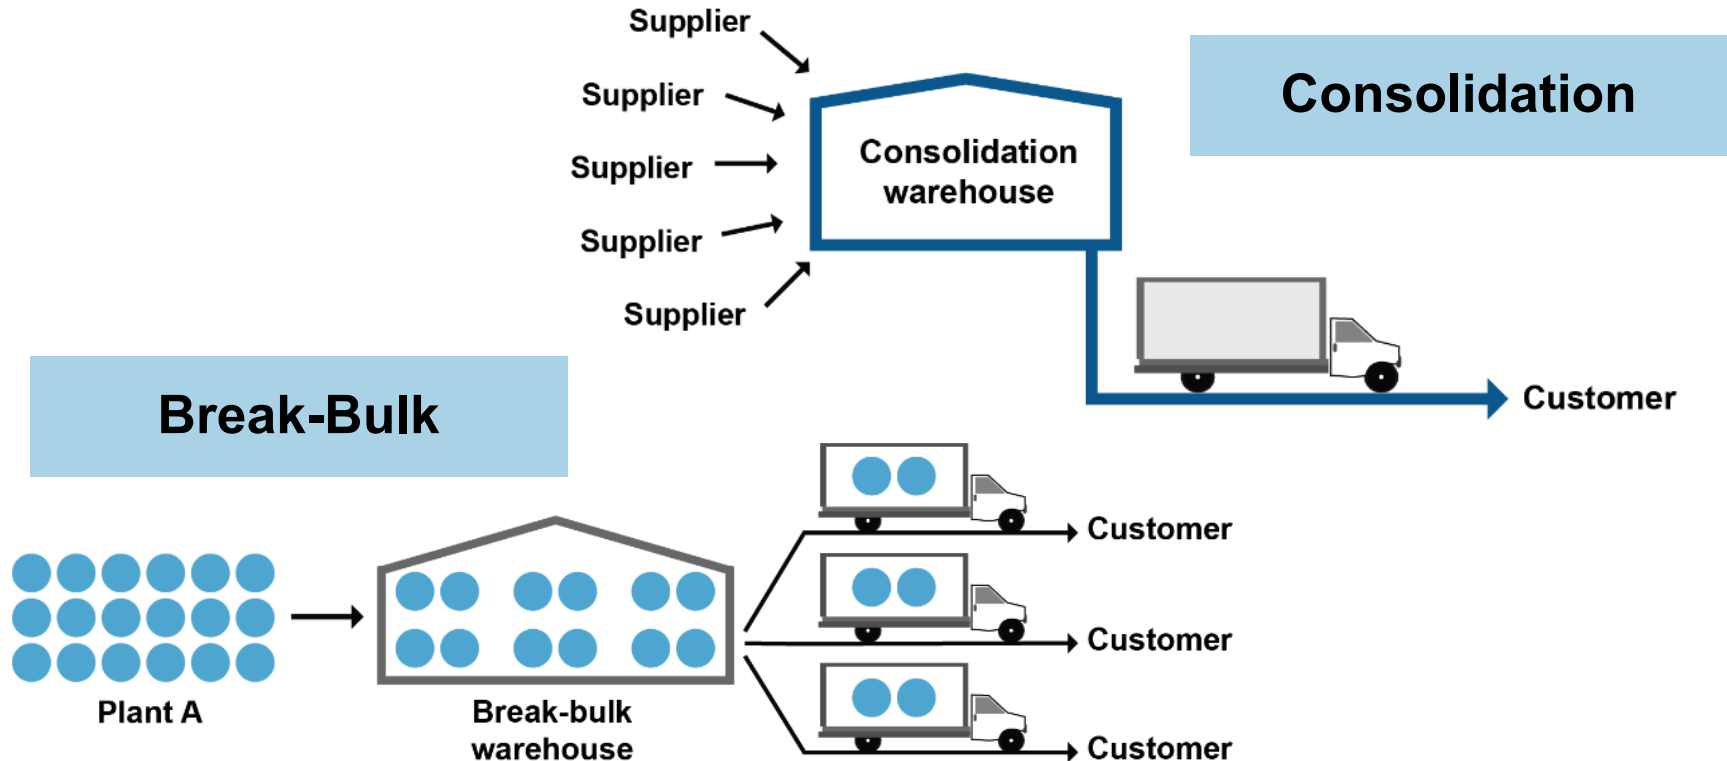 Supplier
Supplier
Supplier
Supplier
Supplier
Consolidation
warehouse
Consolidation
Customer
Break-Bulk
Plant A
Break-bulk
warehouse
Customer
Customer
Customer